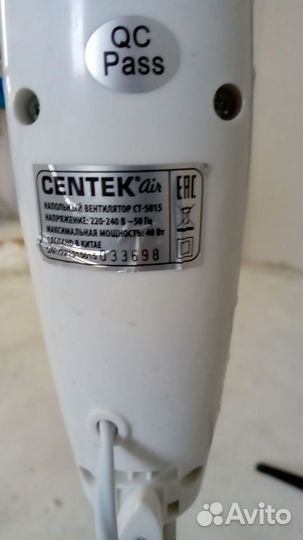 QC
Pass
CENTEK® air
НАПОЛЬНЫЙ ВЕНТИЛЯТОР CT-5015
НАПРЯЖЕНИЕ: 220-240 В ~50 Гц
МАКСИМАЛЬНАЯ МОЩНОСТЬ: 40 Вт
СДЕЛАНО В КИТАЕ
033698
EAC
Avito